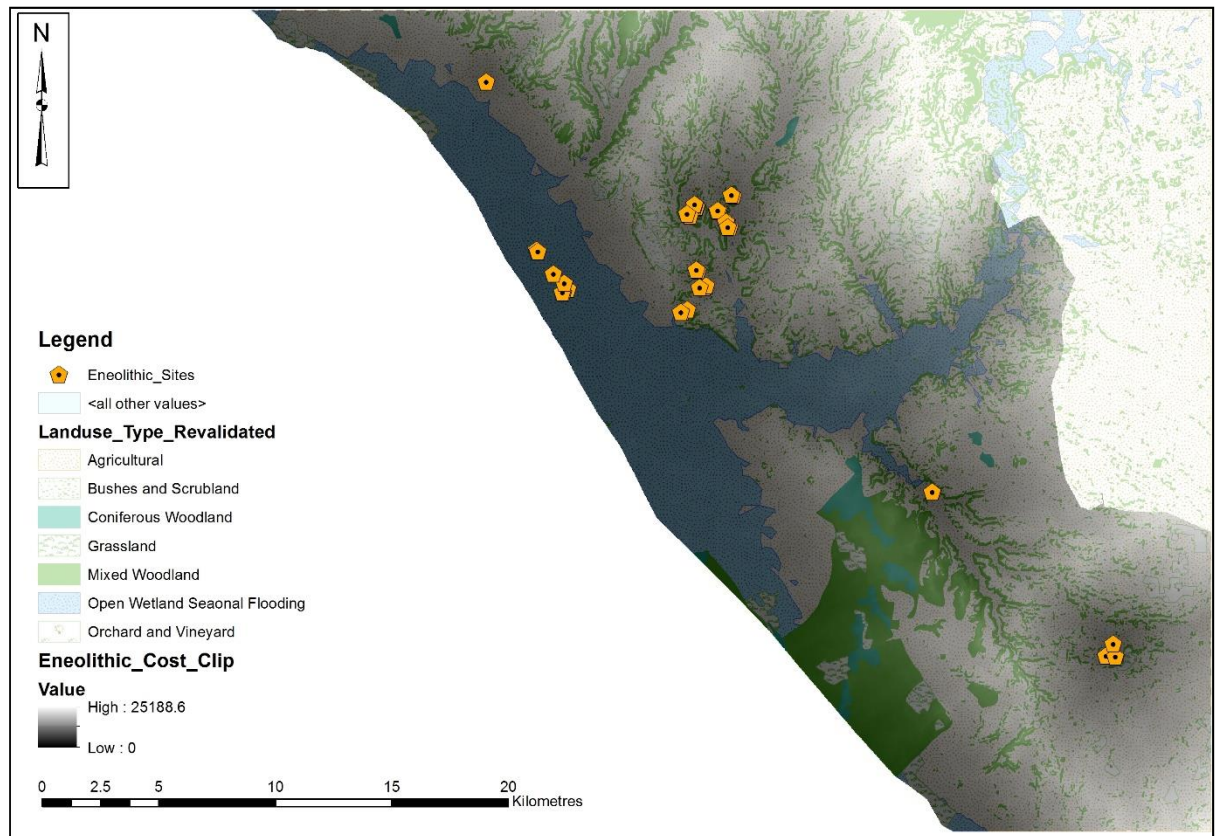 N
Legend
Eneolithic_Sites
<all other values>
Landuse_Type_Revalidated
Agricultural
Bushes and Scrubland
Coniferous Woodland
Grassland
Mixed Woodland
Open Wetland Seaonal Flooding
Orchard and Vineyard
Eneolithic_Cost_Clip
Value
High : 25188.6
Low : 0
0 2.5 5 10 15 20
Kilometres